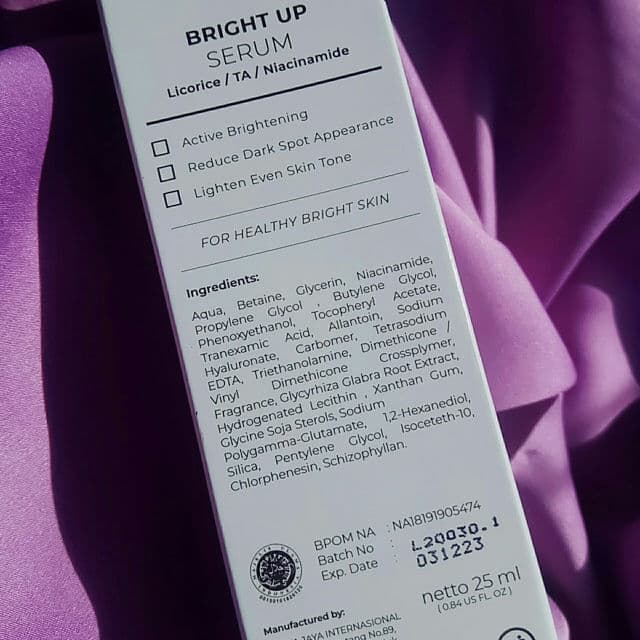 BRIGHT UP
SERUM
Licorice / TA / Niacinamide
Active Brightening
Reduce Dark Spot Appearance
Lighten Even Skin Tone
FOR HEALTHY BRIGHT SKIN
Ingredients:
Aqua, Betaine, Glycerin, Niacinamide,
Propylene Glycol , Butylene Glycol,
Phenoxyethanol, Tocopheryl Acetate,
Tranexamic Acid, Allantoin, Sodium
Hyaluronate, Carbomer, Tetrasodium
EDTA, Triethanolamine, Dimethicone /
Vinyl Dimethicone Crossplymer,
Fragrance, Glycyrhiza Glabra Root Extract,
Hydrogenated Lecithin , Xanthan Gum,
Glycine Soja Sterols, Sodium
Polygamma-Glutamate, 1,2-Hexanediol,
Silica, Pentylene Glycol, Isoceteth-10,
Chlorphenesin, Schizophyllan.
BPOM NA : NA18191905474
Batch No : L20030-1
Exp. Date : 031223
netto 25 ml
(0.84 US FL. OZ)
Manufactured by:
JAYA INTERNASIONAL
No.89,